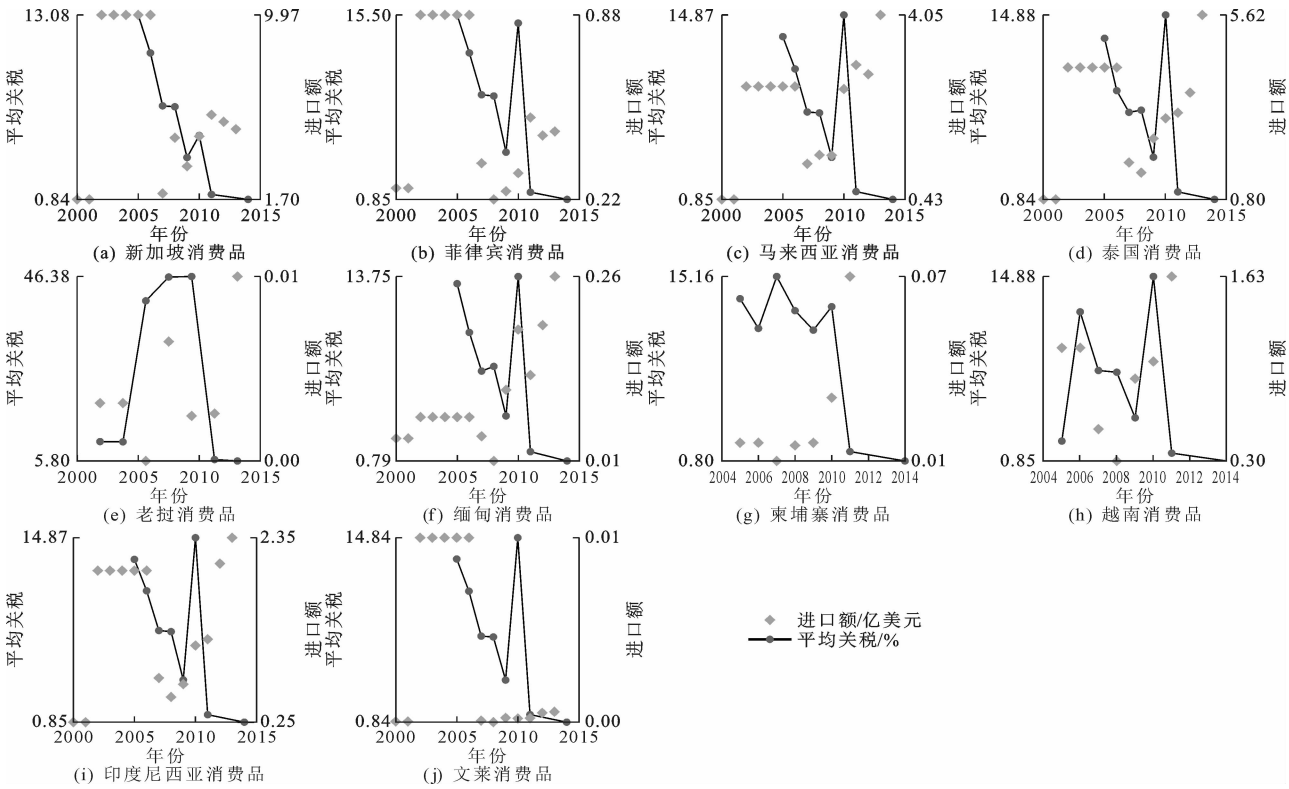 13.08 9.97
平均关税 进口额
0.84 1.70
2000 2005 2010 2015
年份
(a) 新加坡消费品
15.50 0.88
平均关税 进口额
0.85 0.22
2000 2005 2010 2015
年份
(b) 菲律宾消费品
14.87 4.05
平均关税 进口额
0.85 0.43
2000 2005 2010 2015
年份
(c) 马来西亚消费品
14.88 5.62
平均关税 进口额
0.84 0.80
2000 2005 2010 2015
年份
(d) 泰国消费品
46.38 0.01
平均关税 进口额
5.80 0.00
2000 2005 2010 2015
年份
(e) 老挝消费品
13.75 0.26
平均关税 进口额
0.79 0.01
2000 2005 2010 2015
年份
(f) 缅甸消费品
15.16 0.07
平均关税 进口额
0.80 0.01
2004 2006 2008 2010 2012 2014
年份
(g) 柬埔寨消费品
14.88 1.63
平均关税 进口额
0.85 0.30
2004 2006 2008 2010 2012 2014
年份
(h) 越南消费品
14.87 2.35
平均关税 进口额
0.85 0.25
2000 2005 2010 2015
年份
(i) 印度尼西亚消费品
14.84 0.01
平均关税 进口额
0.84 0.00
2000 2005 2010 2015
年份
(j) 文莱消费品
进口额/亿美元
平均关税/%